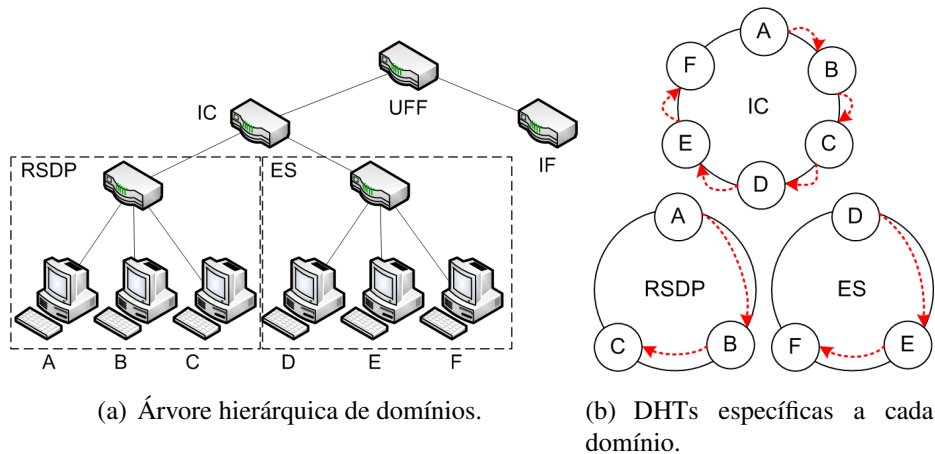 UFF
IC
IF
RSDP
ES
A B C D E F
(a) Árvore hierárquica de domínios.
A
B
C
D
E
F
IC
A
B
C
RSDP
D
E
F
ES
(b) DHTs específicas a cada
domínio.